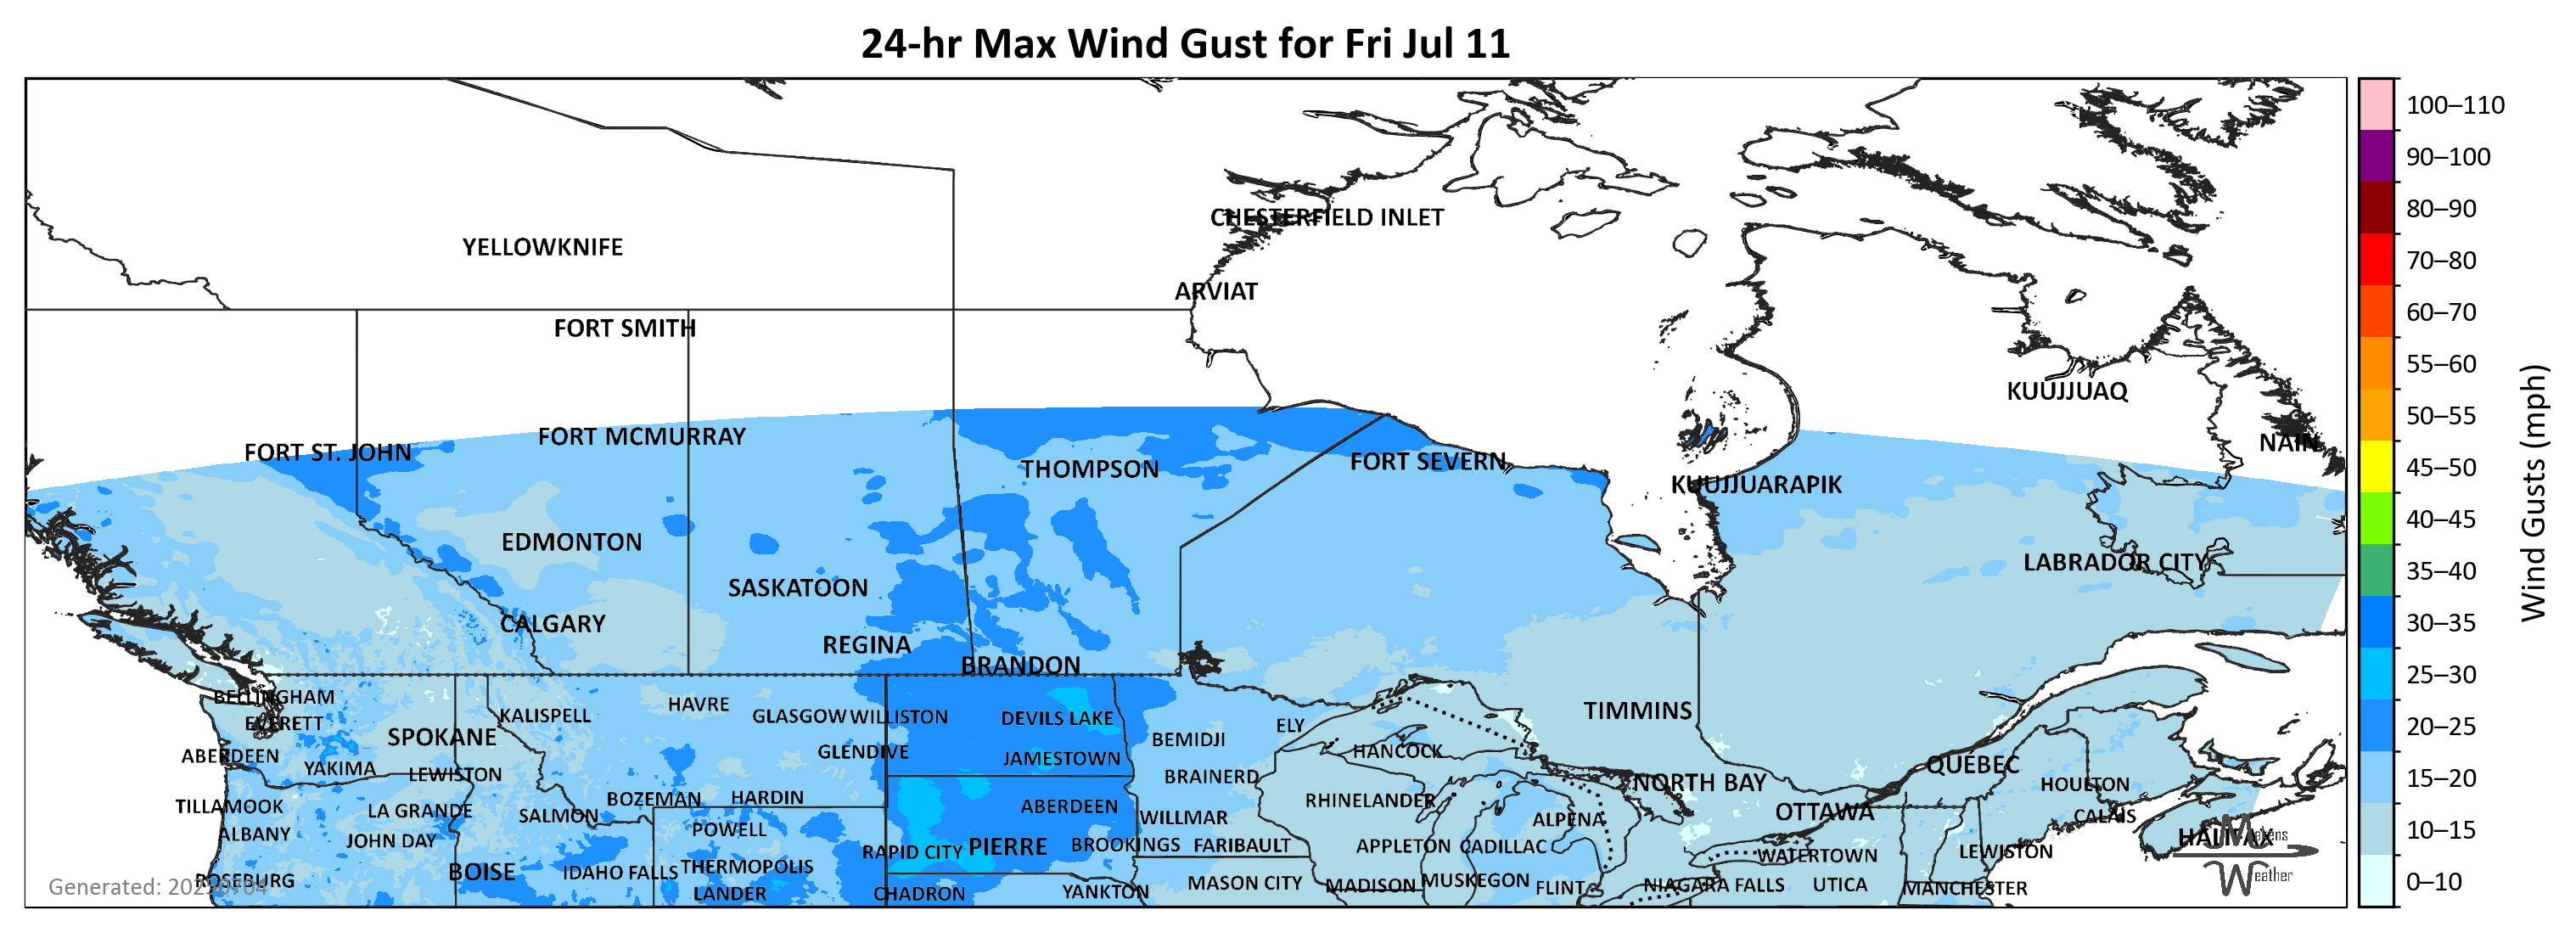 24-hr Max Wind Gust for Fri Jul 11
100–110
90–100
80–90
70–80
60–70
55–60
50–55
45–50
40–45
35–40
30–35
25–30
20–25
15–20
10–15
0–10
Wind Gusts (mph)
CHESTERFIELD INLET
YELLOWKNIFE
ARVIAT
FORT SMITH
KUUJJUAQ
FORT MCMURRAY
NAIN
FORT ST. JOHN
FORT SEVERN
THOMPSON
KUUJJUARAPIK
EDMONTON
LABRADOR CITY
SASKATOON
CALGARY
REGINA
BRANDON
BELLINGHAM
HAVRE
TIMMINS
KALISPELL
GLASGOW WILLISTON
DEVILS LAKE
EVERETT
ELY
SPOKANE
BEMIDJI
GLENDIVE
HANCOCK
ABERDEEN
JAMESTOWN
QUÉBEC
YAKIMA
LEWISTON
BRAINERD
NORTH BAY
HOULTON
BOZEMAN
HARDIN
RHINELANDER
TILLAMOOK
LA GRANDE
ABERDEEN
OTTAWA
SALMON
WILLMAR
CALAIS
ALPENA
ALBANY
POWELL
HALIFAX
JOHN DAY
PIERRE
BROOKINGS
FARIBAULT
APPLETON
CADILLAC
RAPID CITY
LEWISTON
WATERTOWN
BOISE
IDAHO FALLS
THERMOPOLIS
ROSEBURG
MASON CITY
MADISON
MUSKEGON
FLINT
NIAGARA FALLS
UTICA
MANCHESTER
LANDER
CHADRON
YANKTON
Makens
Weather
Generated: 20250704